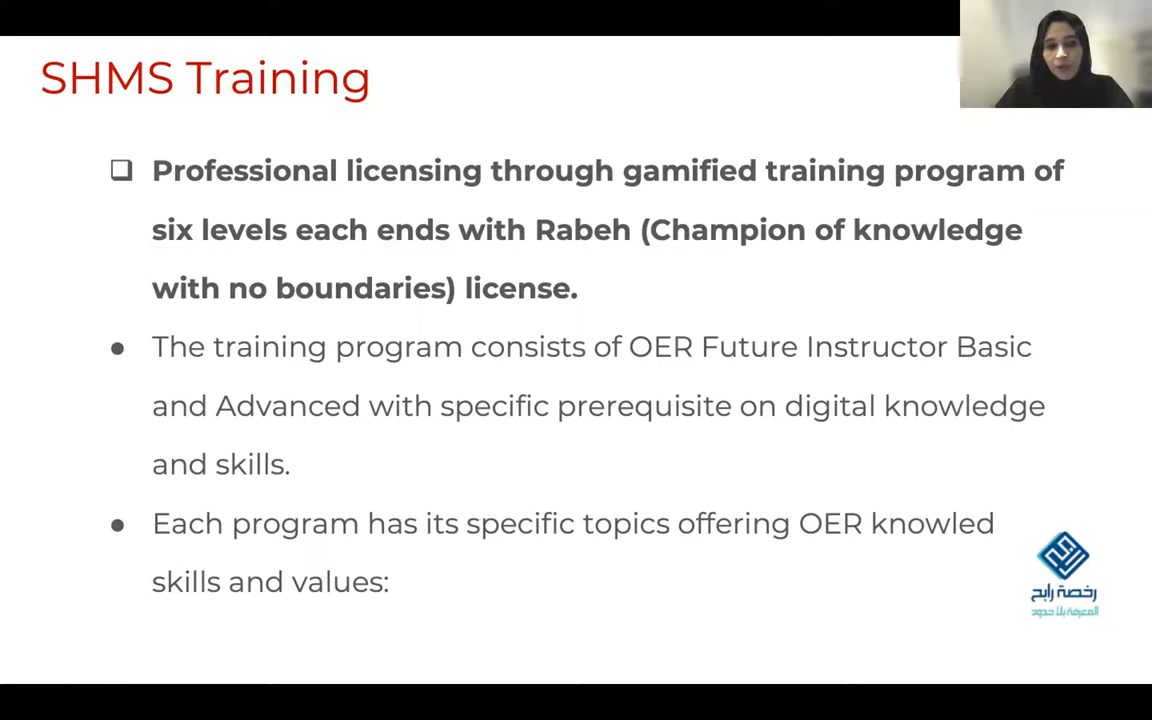 SHMS Training
❑ Professional licensing through gamified training program of
six levels each ends with Rabeh (Champion of knowledge
with no boundaries) license.
● The training program consists of OER Future Instructor Basic
and Advanced with specific prerequisite on digital knowledge
and skills.
● Each program has its specific topics offering OER knowled
skills and values:
رخصة رابح
المعرفة بلا حدود